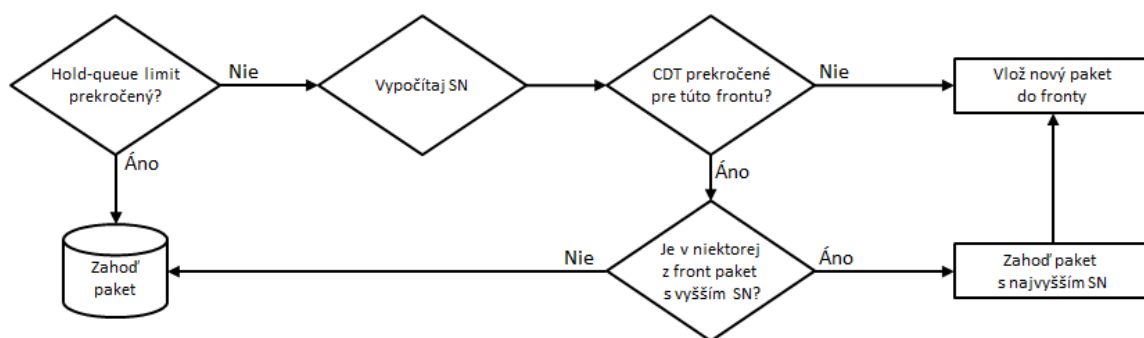 Hold-queue limit
prekročený?
Nie
Vypočítaj SN
CDT prekročené
pre túto frontu?
Nie
Vlož nový paket
do fronty
Áno
Áno
Zahoď
paket
Nie
Je v niektorej
z front paket
s vyšším SN?
Áno
Zahoď paket
s najvyšším SN